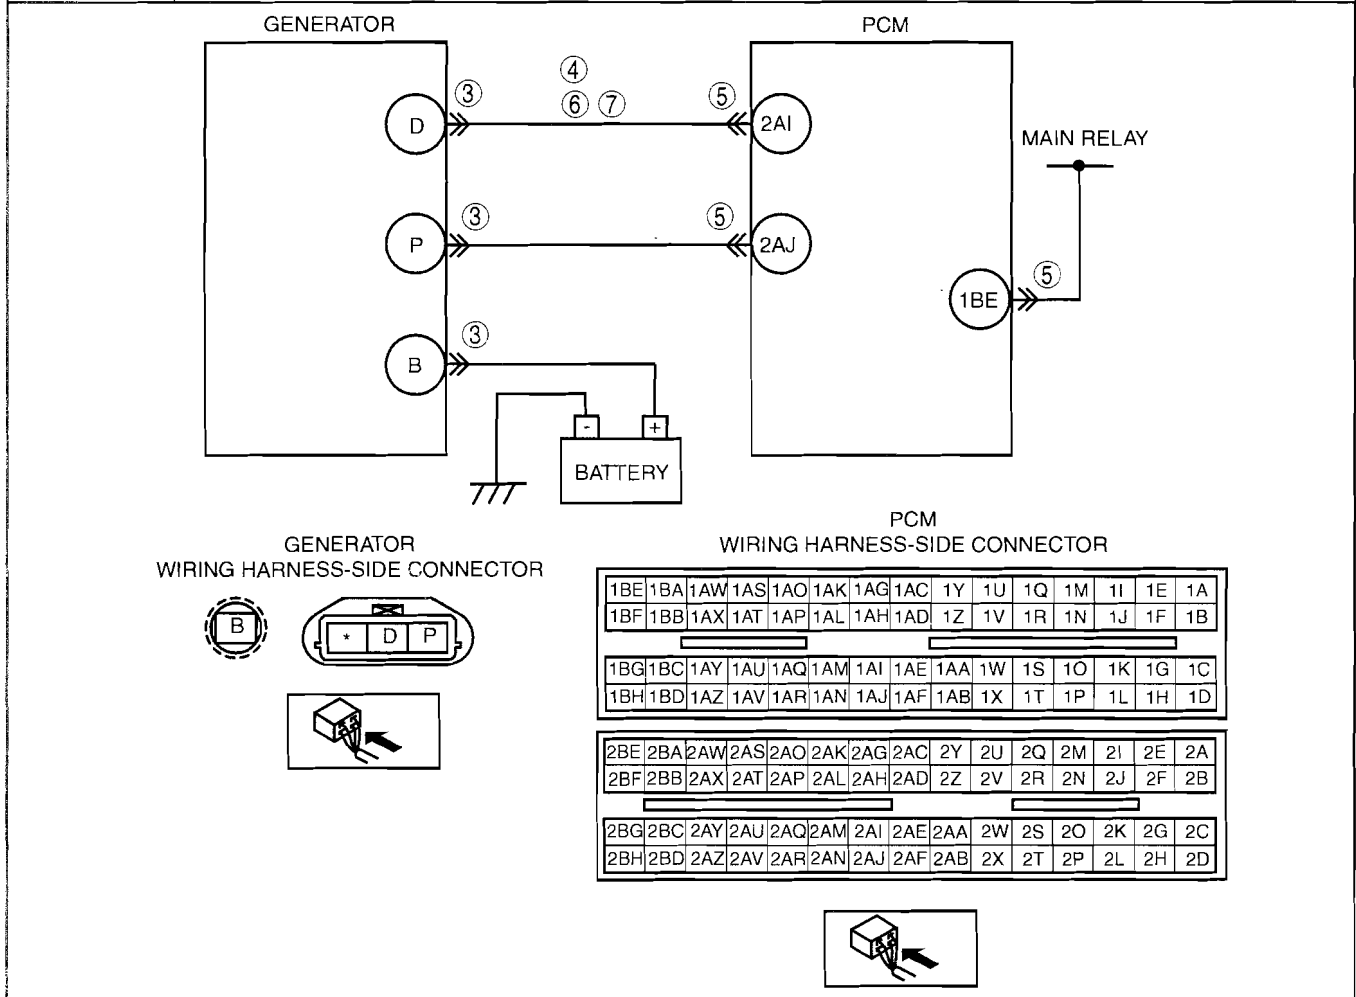 GENERATOR
PCM
④
③
⑥ ⑦
⑤
D
2AI
MAIN RELAY
③
⑤
P
2AJ
⑤
1BE
③
B
- +
BATTERY
PCM
WIRING HARNESS-SIDE CONNECTOR
GENERATOR
WIRING HARNESS-SIDE CONNECTOR
B
* D P
1BE 1BA 1AW 1AS 1AO 1AK 1AG 1AC 1Y 1U 1Q 1M 1I 1E 1A
1BF 1BB 1AX 1AT 1AP 1AL 1AH 1AD 1Z 1V 1R 1N 1J 1F 1B
1BG 1BC 1AY 1AU 1AQ 1AM 1AI 1AE 1AA 1W 1S 1O 1K 1G 1C
1BH 1BD 1AZ 1AV 1AR 1AN 1AJ 1AF 1AB 1X 1T 1P 1L 1H 1D
2BE 2BA 2AW 2AS 2AO 2AK 2AG 2AC 2Y 2U 2Q 2M 2I 2E 2A
2BF 2BB 2AX 2AT 2AP 2AL 2AH 2AD 2Z 2V 2R 2N 2J 2F 2B
2BG 2BC 2AY 2AU 2AQ 2AM 2AI 2AE 2AA 2W 2S 2O 2K 2G 2C
2BH 2BD 2AZ 2AV 2AR 2AN 2AJ 2AF 2AB 2X 2T 2P 2L 2H 2D